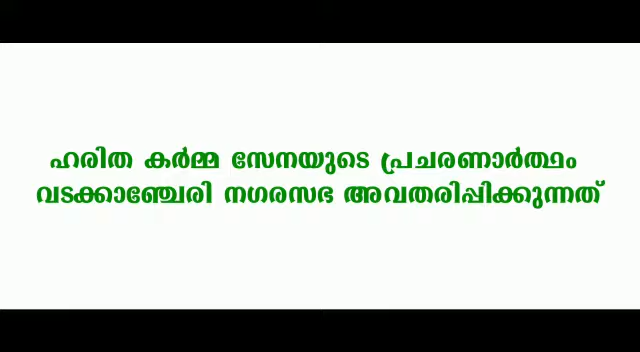 ഹരിത കർമ്മ സേനയുടെ പ്രചരണാർത്ഥം
വടക്കാഞ്ചേരി നഗരസഭ അവതരിപ്പിക്കുന്നത്